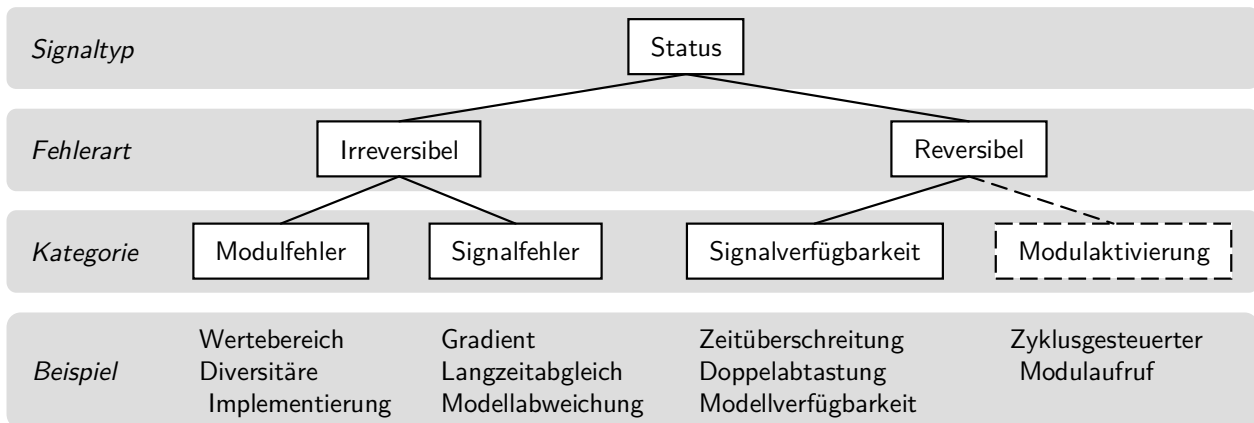 Signaltyp
Status
Fehlerart
Irreversibel
Reversibel
Kategorie
Modulfehler
Signalfehler
Signalverfügbarkeit
Modulaktivierung
Beispiel
Wertebereich
Diversitäre
Implementierung
Gradient
Langzeitabgleich
Modellabweichung
Zeitüberschreitung
Doppelabtastung
Modellverfügbarkeit
Zyklusgesteuerter
Modulaufruf